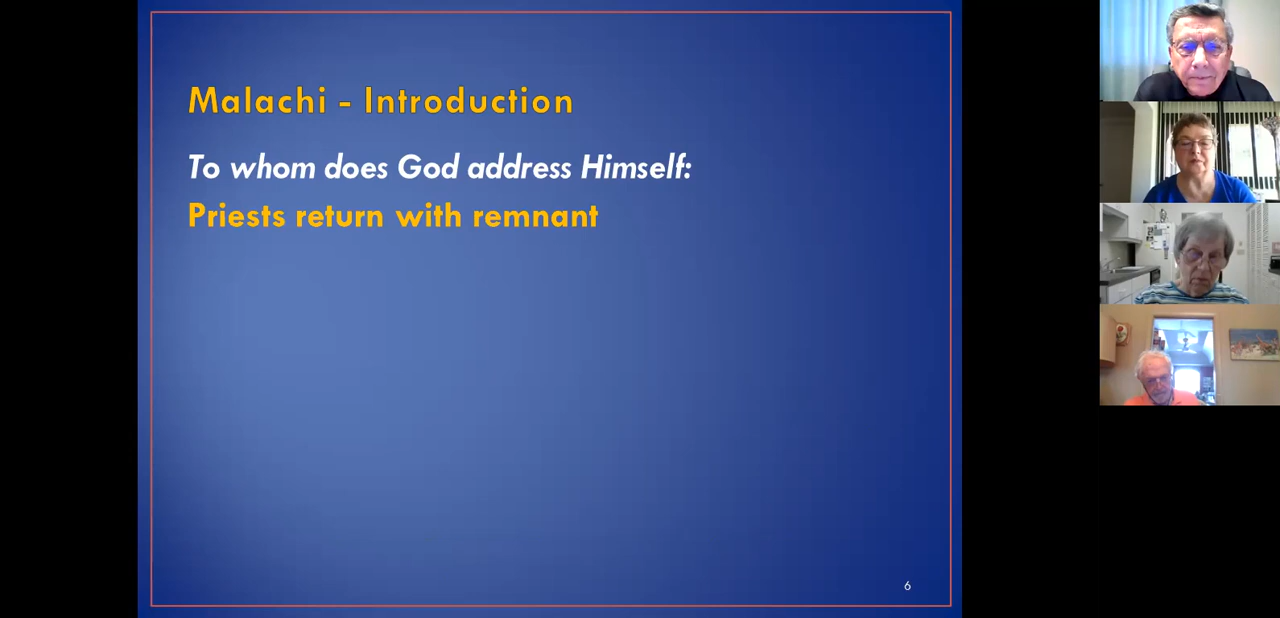 Malachi - Introduction
To whom does God address Himself:
Priests return with remnant
6